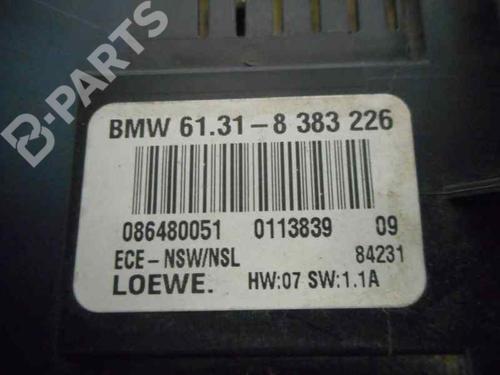 B-PARTS
BMW 61.31-8 383 226
086480051 0113839 09
ECE-NSW/NSL 84231
LOEWE. HW:07 SW:1.1A